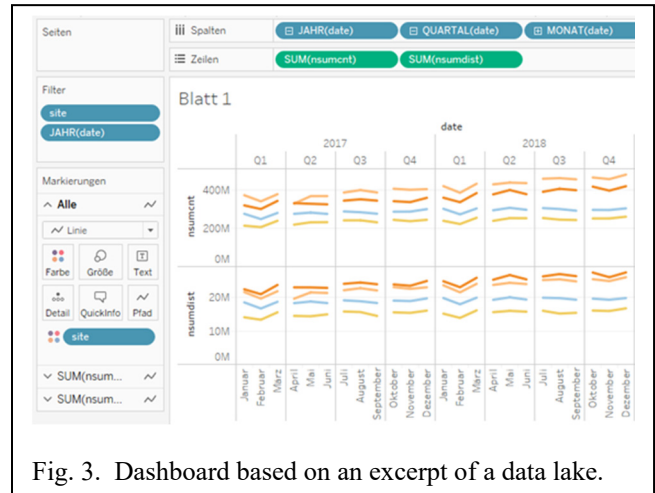 Seiten
iii Spalten
JAHR(date)
QUARTAL(date)
MONAT(date)
Zeilen
SUM(nsumcnt)
SUM(nsumdist)
Filter
site
JAHR(date)
Blatt 1
date
2017
2018
Q1
Q2
Q3
Q4
Q1
Q2
Q3
Q4
Markierungen
Alle
Linie
Farbe
Größe
Text
Detail
QuickInfo
Pfad
site
SUM(nsum...
SUM(nsum...
nsumcnt
400M
200M
0M
nsumdist
20M
10M
0M
Januar
Februar
Marz
April
Mai
Juni
Juli
August
September
Oktober
November
Dezember
Januar
Februar
Marz
April
Mai
Juni
Juli
August
September
Oktober
November
Dezember
Fig. 3. Dashboard based on an excerpt of a data lake.